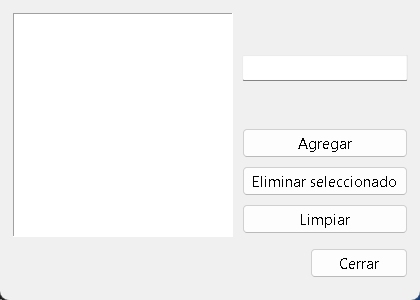 Agregar
Eliminar seleccionado
Limpiar
Cerrar